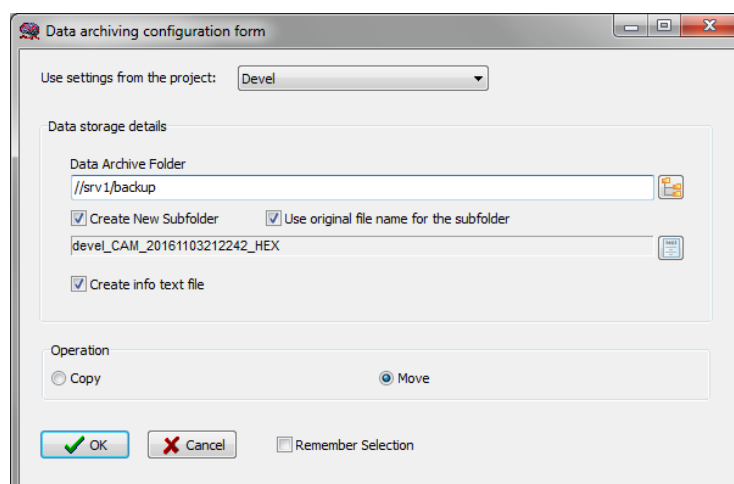 Data archiving configuration form
Use settings from the project: Devel
Data storage details
Data Archive Folder
//srv1/backup
Create New Subfolder Use original file name for the subfolder
devel_CAM_20161103212242_HEX
Create info text file
Operation
Copy Move
OK Cancel Remember Selection